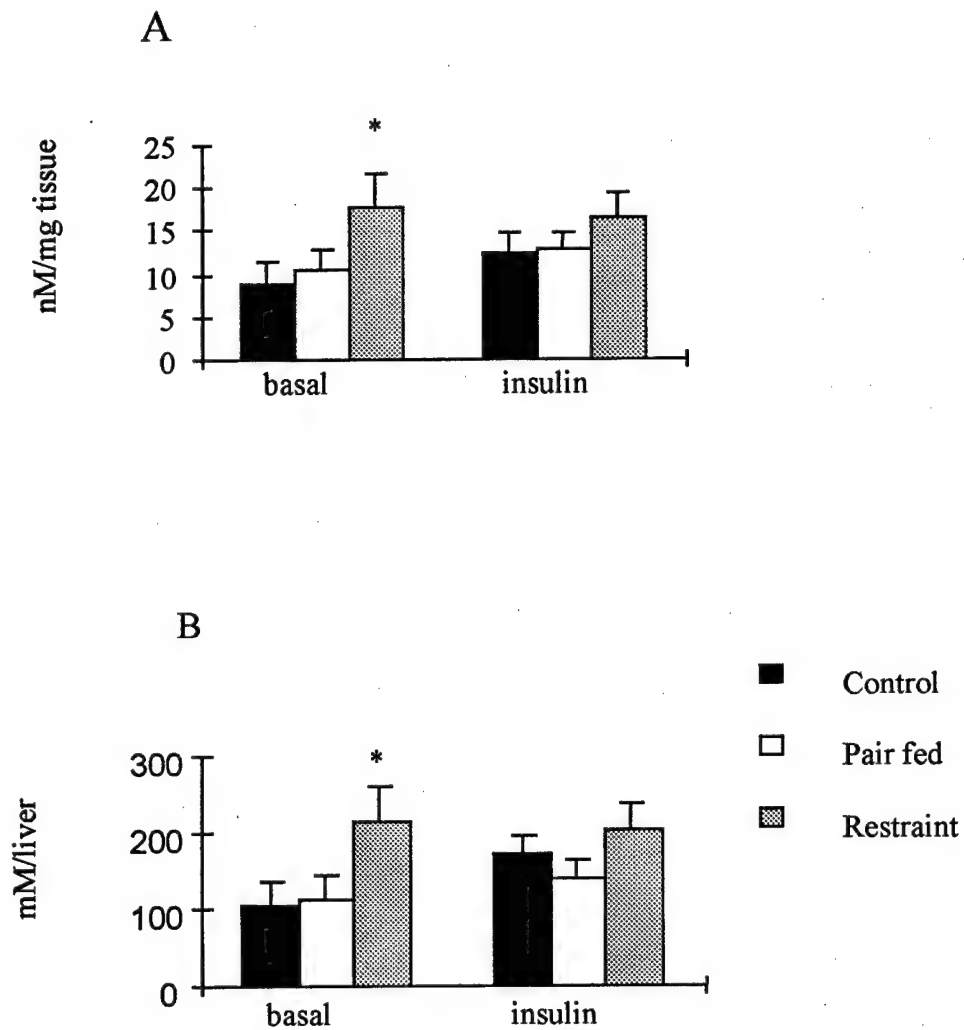 A
*
nM/mg tissue
25
20
15
10
5
0
basal
insulin
B
*
mM/liver
300
200
100
0
basal
insulin
Control
Pair fed
Restraint